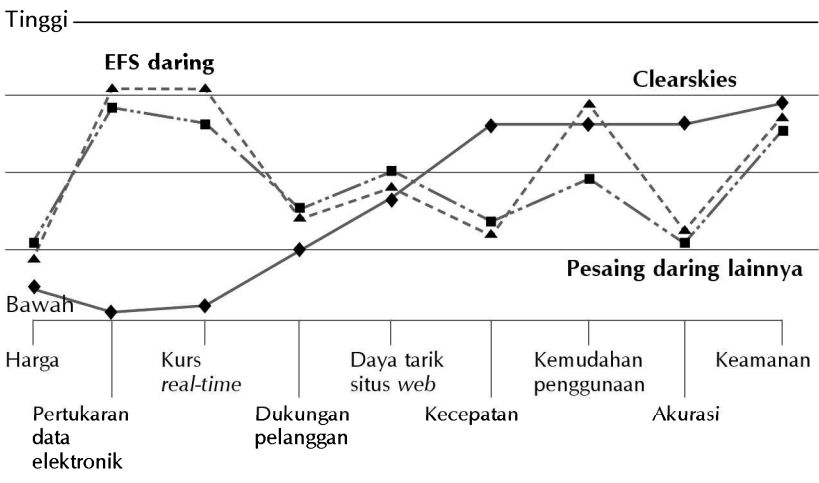 Tinggi
EFS daring
Clearskies
Pesaing daring lainnya
Bawah
Harga
Kurs
real-time
Daya tarik
situs web
Kemudahan
penggunaan
Keamanan
Pertukaran
data
elektronik
Dukungan
pelanggan
Kecepatan
Akurasi